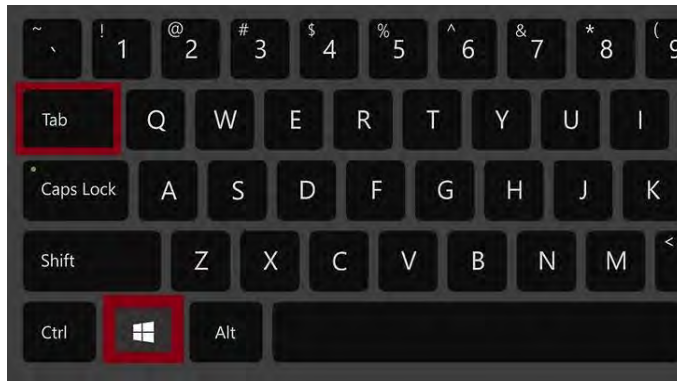 ~ ` ! 1 @ 2 # 3 $ 4 % 5 ^ 6 & 7 * 8 ( 9
Tab Q W E R T Y U I
Caps Lock A S D F G H J K
Shift Z X C V B N M <
Ctrl Alt